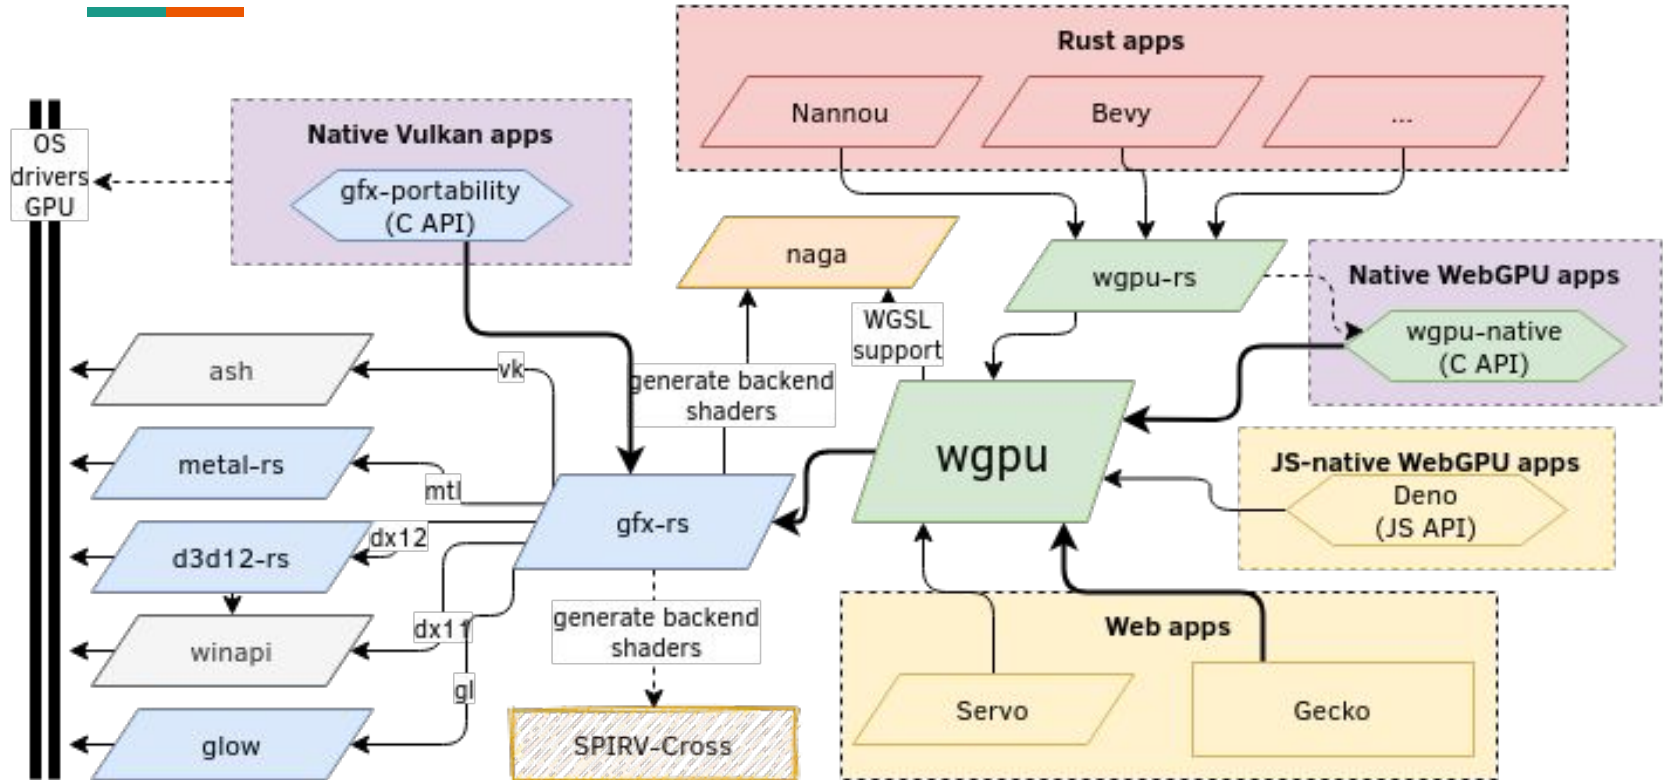 Rust apps
Nannou
Bevy
...
OS
drivers
GPU
Native Vulkan apps
gfx-portability
(C API)
naga
wgpu-rs
Native WebGPU apps
wgpu-native
(C API)
WGSL
support
ash
vk
generate backend
shaders
metal-rs
mtl
wgpu
JS-native WebGPU apps
Deno
(JS API)
gfx-rs
d3d12-rs
dx12
winapi
dx11
generate backend
shaders
Web apps
gl
glow
SPIRV-Cross
Servo
Gecko